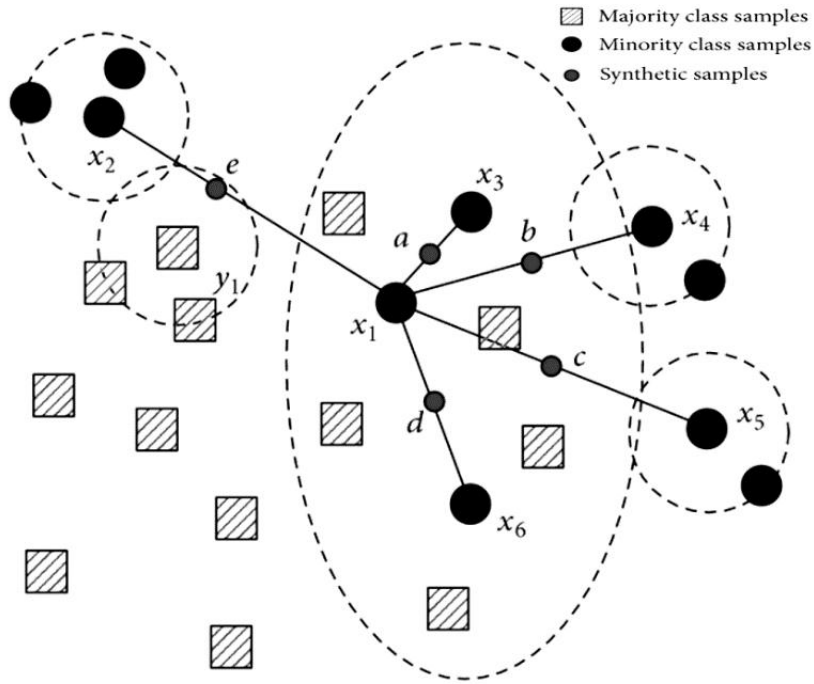 Majority class samples
Minority class samples
Synthetic samples
x₂
e
x₃
a
b
x₄
y₁
x₁
c
d
x₅
x₆